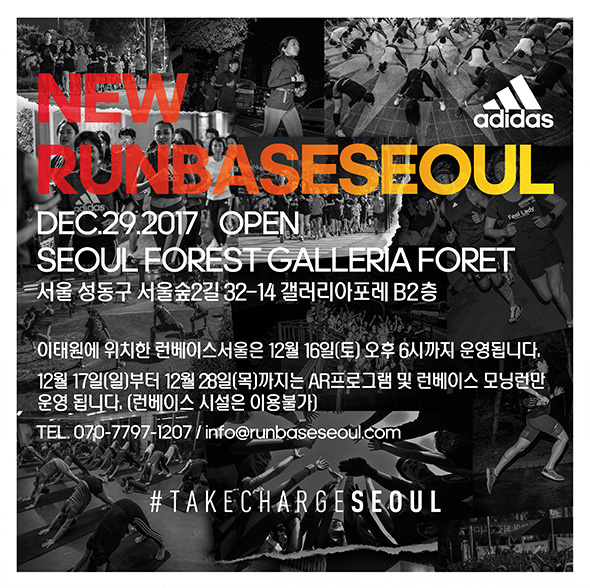 NEW
adidas
RUNBASESEOUL
adidas
Feel Lady
DEC.29.2017 OPEN
SEOUL FOREST GALLERIA FORET
서울 성동구 서울숲2길 32-14 갤러리아포레 B2층
이태원에 위치한 런베이스서울은 12월 16일(토) 오후 6시까지 운영됩니다.
12월 17일(일)부터 12월 28일(목)까지는 AR프로그램 및 런베이스 모닝런만
운영 됩니다. (런베이스 시설은 이용불가)
TEL. 070-7797-1207 / info@runbaseseoul.com
#TAKECHARGESEOUL